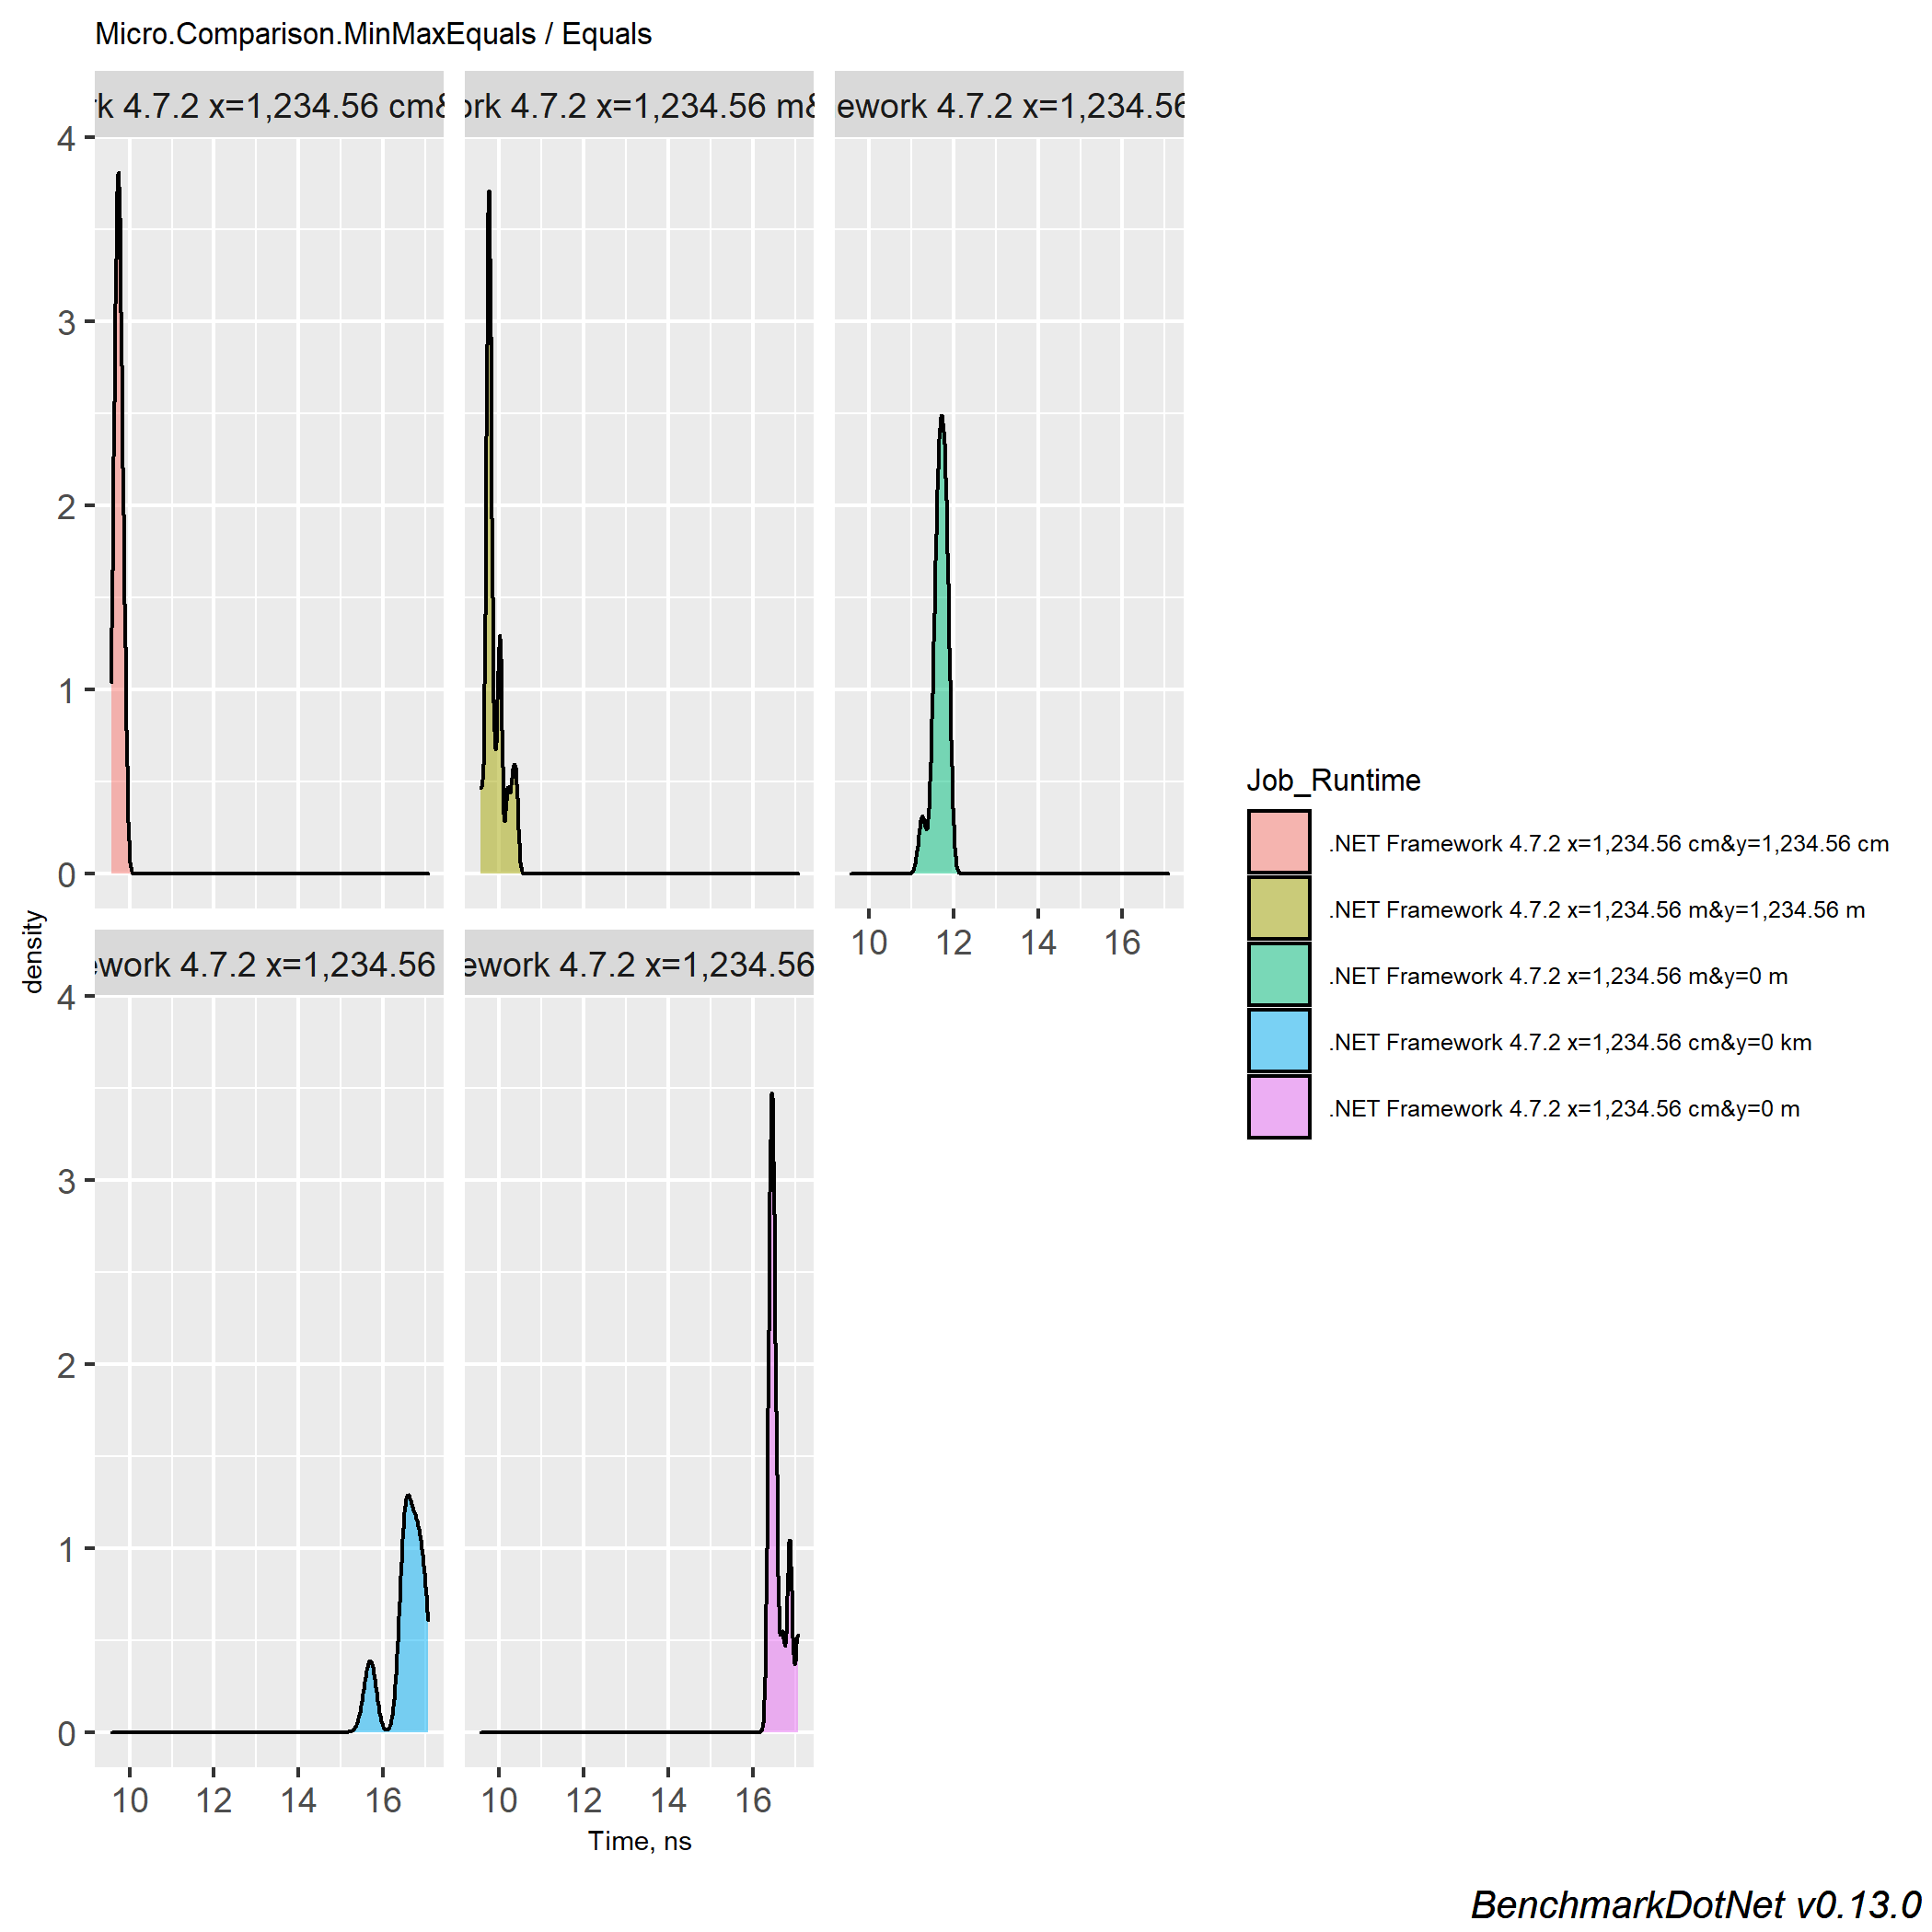 Micro.Comparison.MinMaxEquals / Equals
rk 4.7.2 x=1,234.56 cm&
ork 4.7.2 x=1,234.56 m&
ework 4.7.2 x=1,234.56
4
3
2
1
0
10 12 14 16
density
ework 4.7.2 x=1,234.56
ework 4.7.2 x=1,234.56
4
3
2
1
0
10 12 14 16
10 12 14 16
Time, ns
Job_Runtime
.NET Framework 4.7.2 x=1,234.56 cm&y=1,234.56 cm
.NET Framework 4.7.2 x=1,234.56 m&y=1,234.56 m
.NET Framework 4.7.2 x=1,234.56 m&y=0 m
.NET Framework 4.7.2 x=1,234.56 cm&y=0 km
.NET Framework 4.7.2 x=1,234.56 cm&y=0 m
BenchmarkDotNet v0.13.0